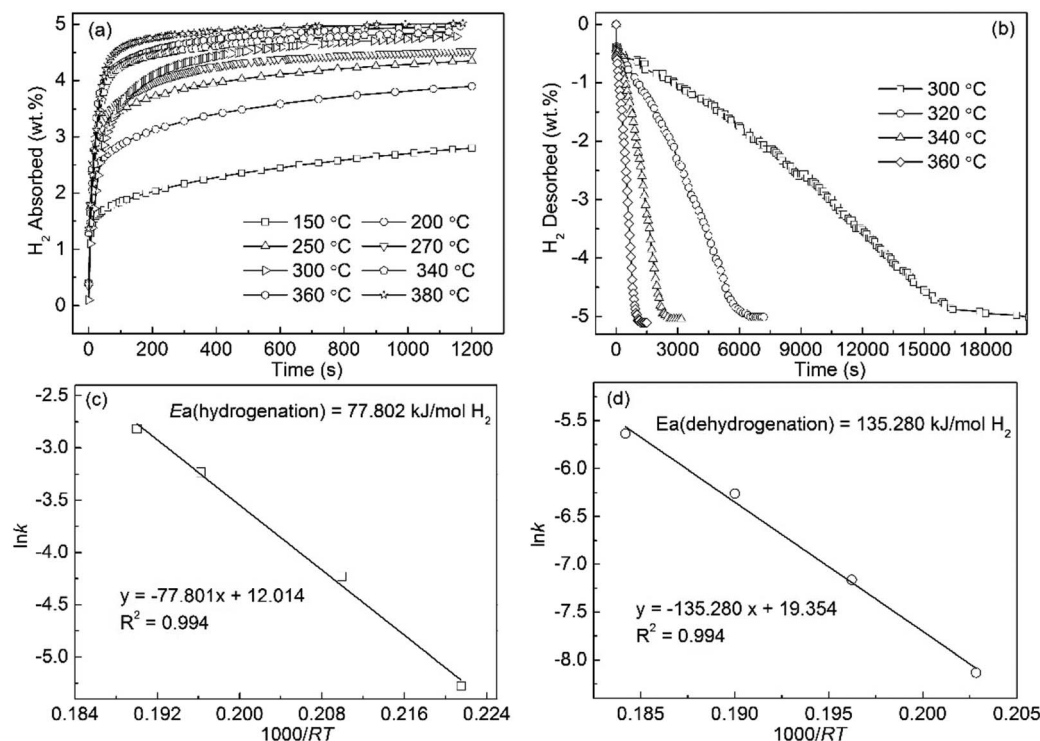 (a)
H₂ Absorbed (wt.%)
5
4
3
2
1
0
150 °C 200 °C
250 °C 270 °C
300 °C 340 °C
360 °C 380 °C
0 200 400 600 800 1000 1200
Time (s)
(b)
H₂ Desorbed (wt.%)
0
-1
-2
-3
-4
-5
300 °C
320 °C
340 °C
360 °C
0 3000 6000 9000 12000 15000 18000
Time (s)
(c)
Ea(hydrogenation) = 77.802 kJ/mol H₂
lnk
-2.5
-3.0
-3.5
-4.0
-4.5
-5.0
y = -77.801x + 12.014
R² = 0.994
0.184 0.192 0.200 0.208 0.216 0.224
1000/RT
(d)
Ea(dehydrogenation) = 135.280 kJ/mol H₂
lnk
-5.5
-6.0
-6.5
-7.0
-7.5
-8.0
y = -135.280x + 19.354
R² = 0.994
0.185 0.190 0.195 0.200 0.205
1000/RT